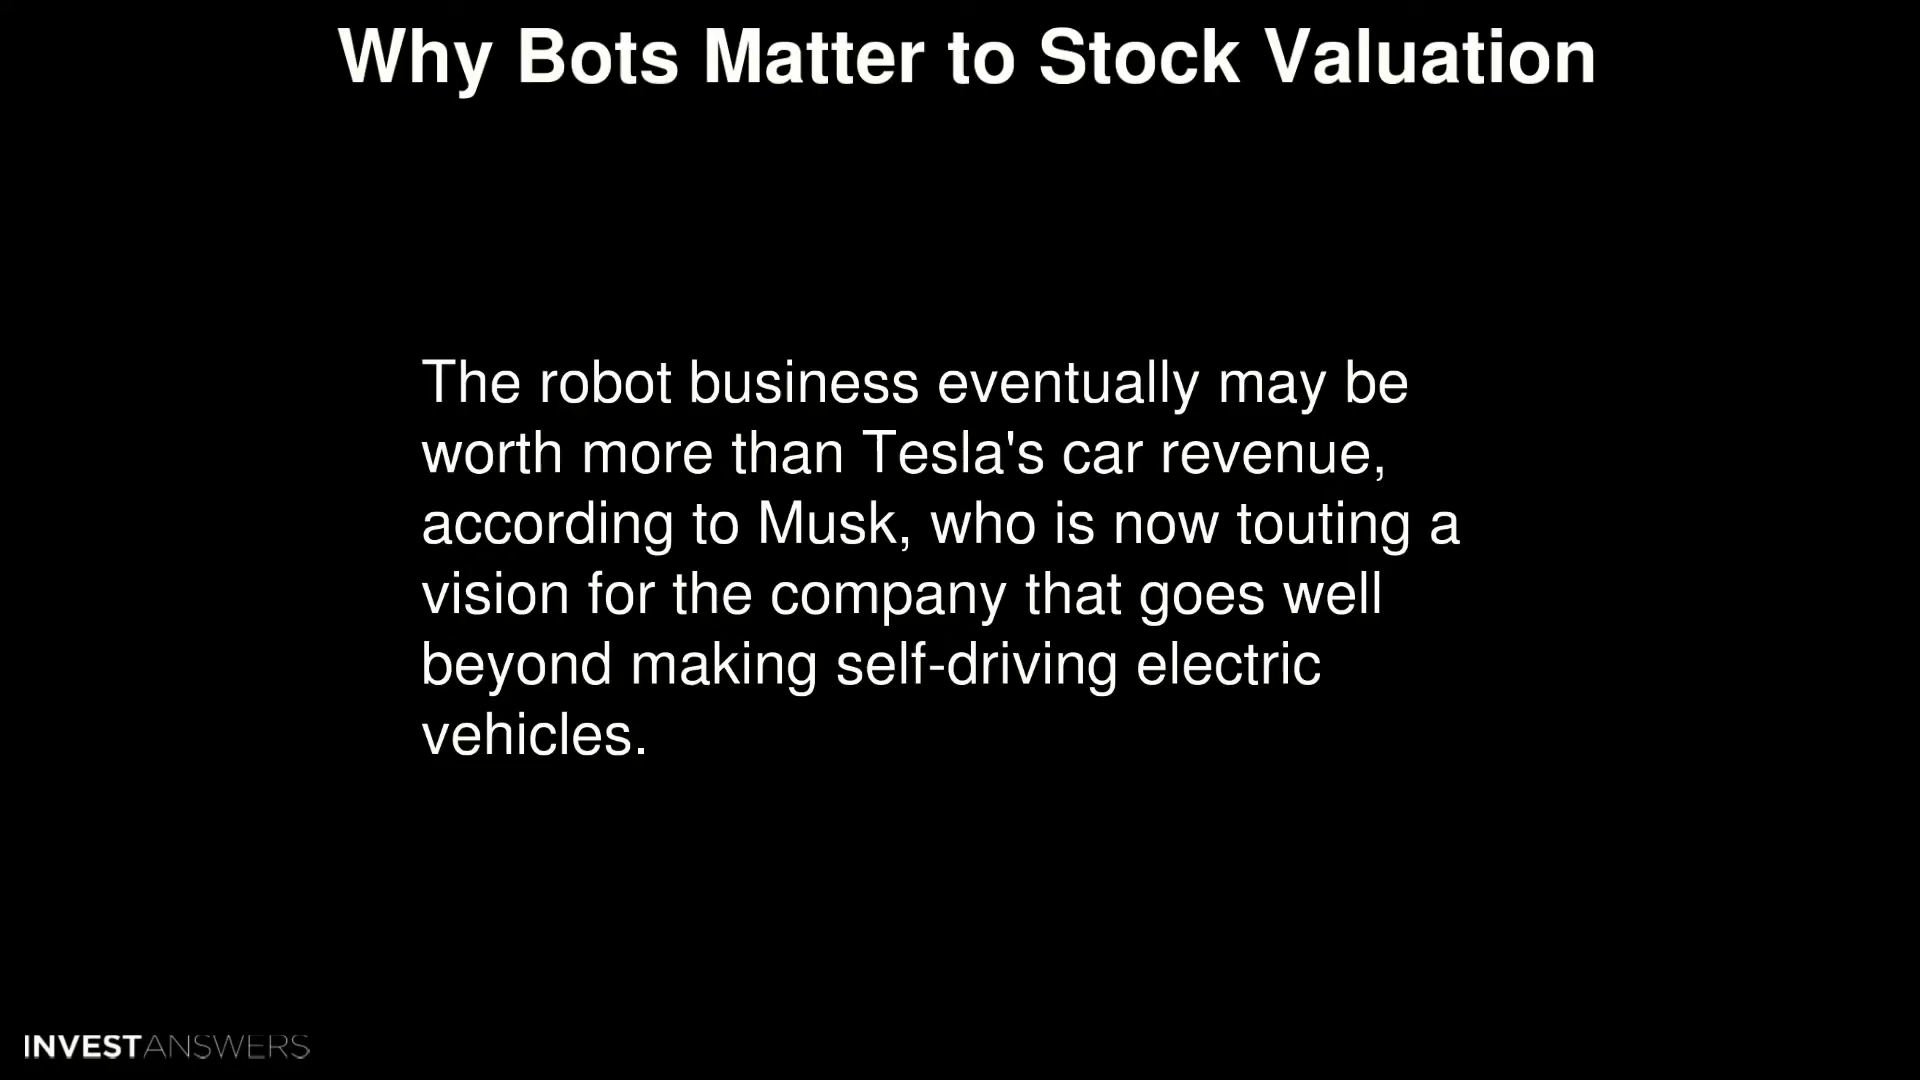 Why Bots Matter to Stock Valuation
The robot business eventually may be
worth more than Tesla's car revenue,
according to Musk, who is now touting a
vision for the company that goes well
beyond making self-driving electric
vehicles.
INVESTANSWERS